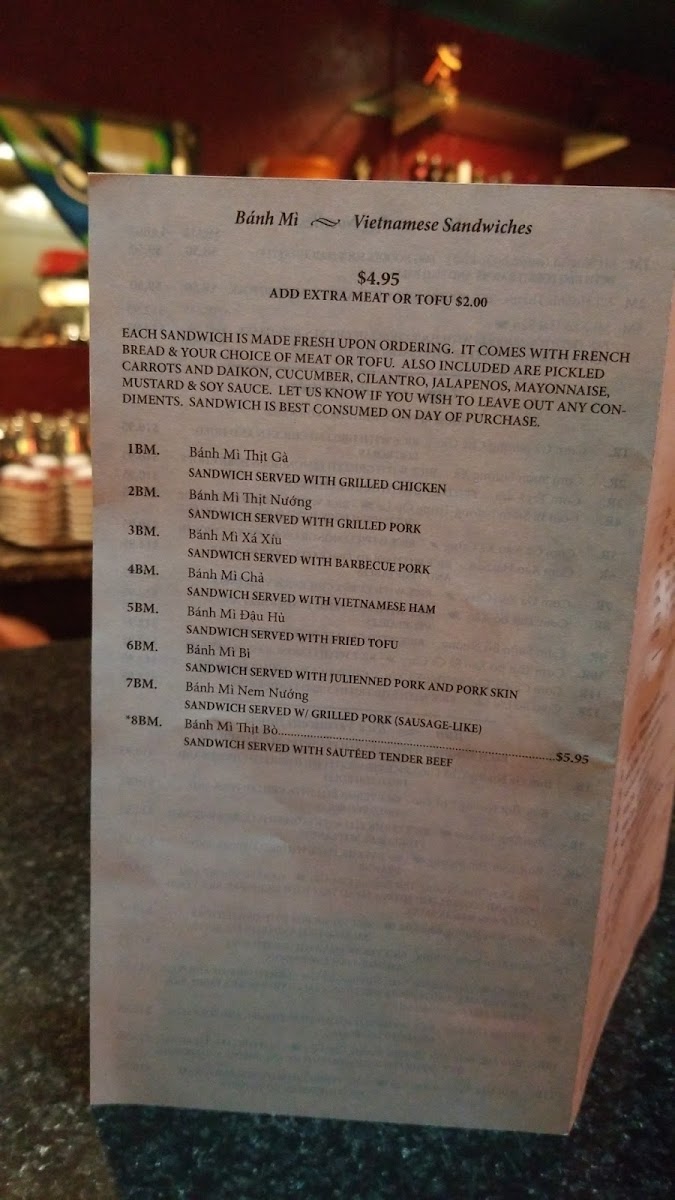 Bánh Mì ~ Vietnamese Sandwiches
$4.95
ADD EXTRA MEAT OR TOFU $2.00
EACH SANDWICH IS MADE FRESH UPON ORDERING. IT COMES WITH FRENCH
BREAD & YOUR CHOICE OF MEAT OR TOFU. ALSO INCLUDED ARE PICKLED
CARROTS AND DAIKON, CUCUMBER, CILANTRO, JALAPENOS, MAYONNAISE,
MUSTARD & SOY SAUCE. LET US KNOW IF YOU WISH TO LEAVE OUT ANY CON-
DIMENTS. SANDWICH IS BEST CONSUMED ON DAY OF PURCHASE.
1BM. Bánh Mì Thịt Gà
SANDWICH SERVED WITH GRILLED CHICKEN
2BM. Bánh Mì Thịt Nướng
SANDWICH SERVED WITH GRILLED PORK
3BM. Bánh Mì Xá Xíu
SANDWICH SERVED WITH BARBECUE PORK
4BM. Bánh Mì Chả
SANDWICH SERVED WITH VIETNAMESE HAM
5BM. Bánh Mì Đậu Hủ
SANDWICH SERVED WITH FRIED TOFU
6BM. Bánh Mì Bì
SANDWICH SERVED WITH JULIENNED PORK AND PORK SKIN
7BM. Bánh Mì Nem Nướng
SANDWICH SERVED W/ GRILLED PORK (SAUSAGE-LIKE)
*8BM. Bánh Mì Thịt Bò...$5.95
SANDWICH SERVED WITH SAUTÉED TENDER BEEF